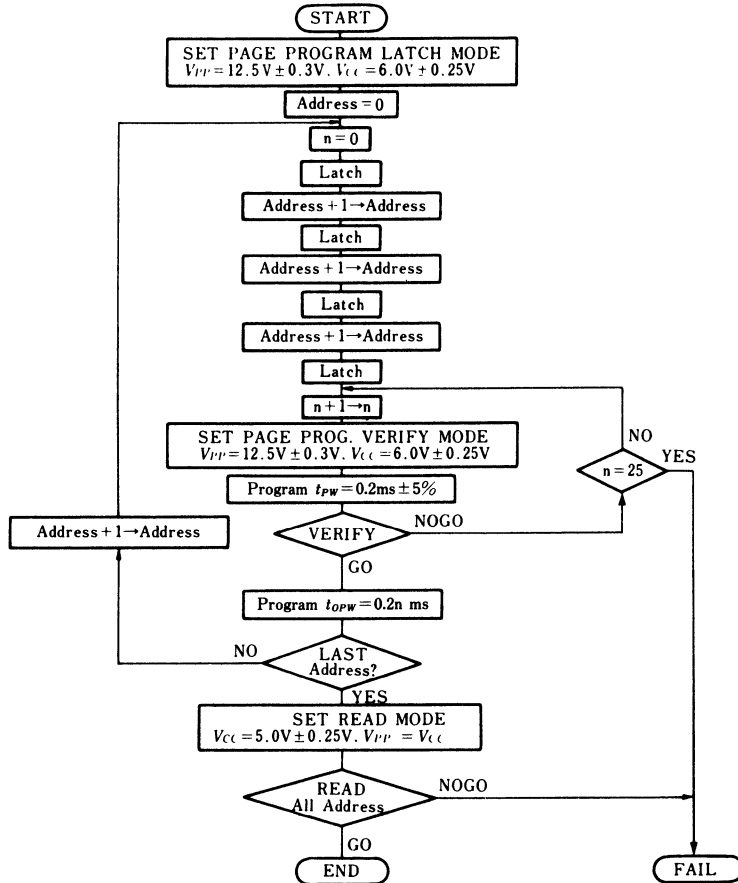 START
SET PAGE PROGRAM LATCH MODE
VPP=12.5V±0.3V. VCC=6.0V±0.25V
Address=0
n=0
Latch
Address+1→Address
Latch
Address+1→Address
Latch
Address+1→Address
Latch
n+1→n
SET PAGE PROG. VERIFY MODE
VPP=12.5V±0.3V. VCC=6.0V±0.25V
NO
YES
n=25
Program tPW=0.2ms±5%
Address+1→Address
VERIFY
NOGO
GO
Program tOPW=0.2n ms
NO
LAST
Address?
YES
SET READ MODE
VCC=5.0V±0.25V. VPP=VCC
READ
All Address
NOGO
GO
END
FAIL